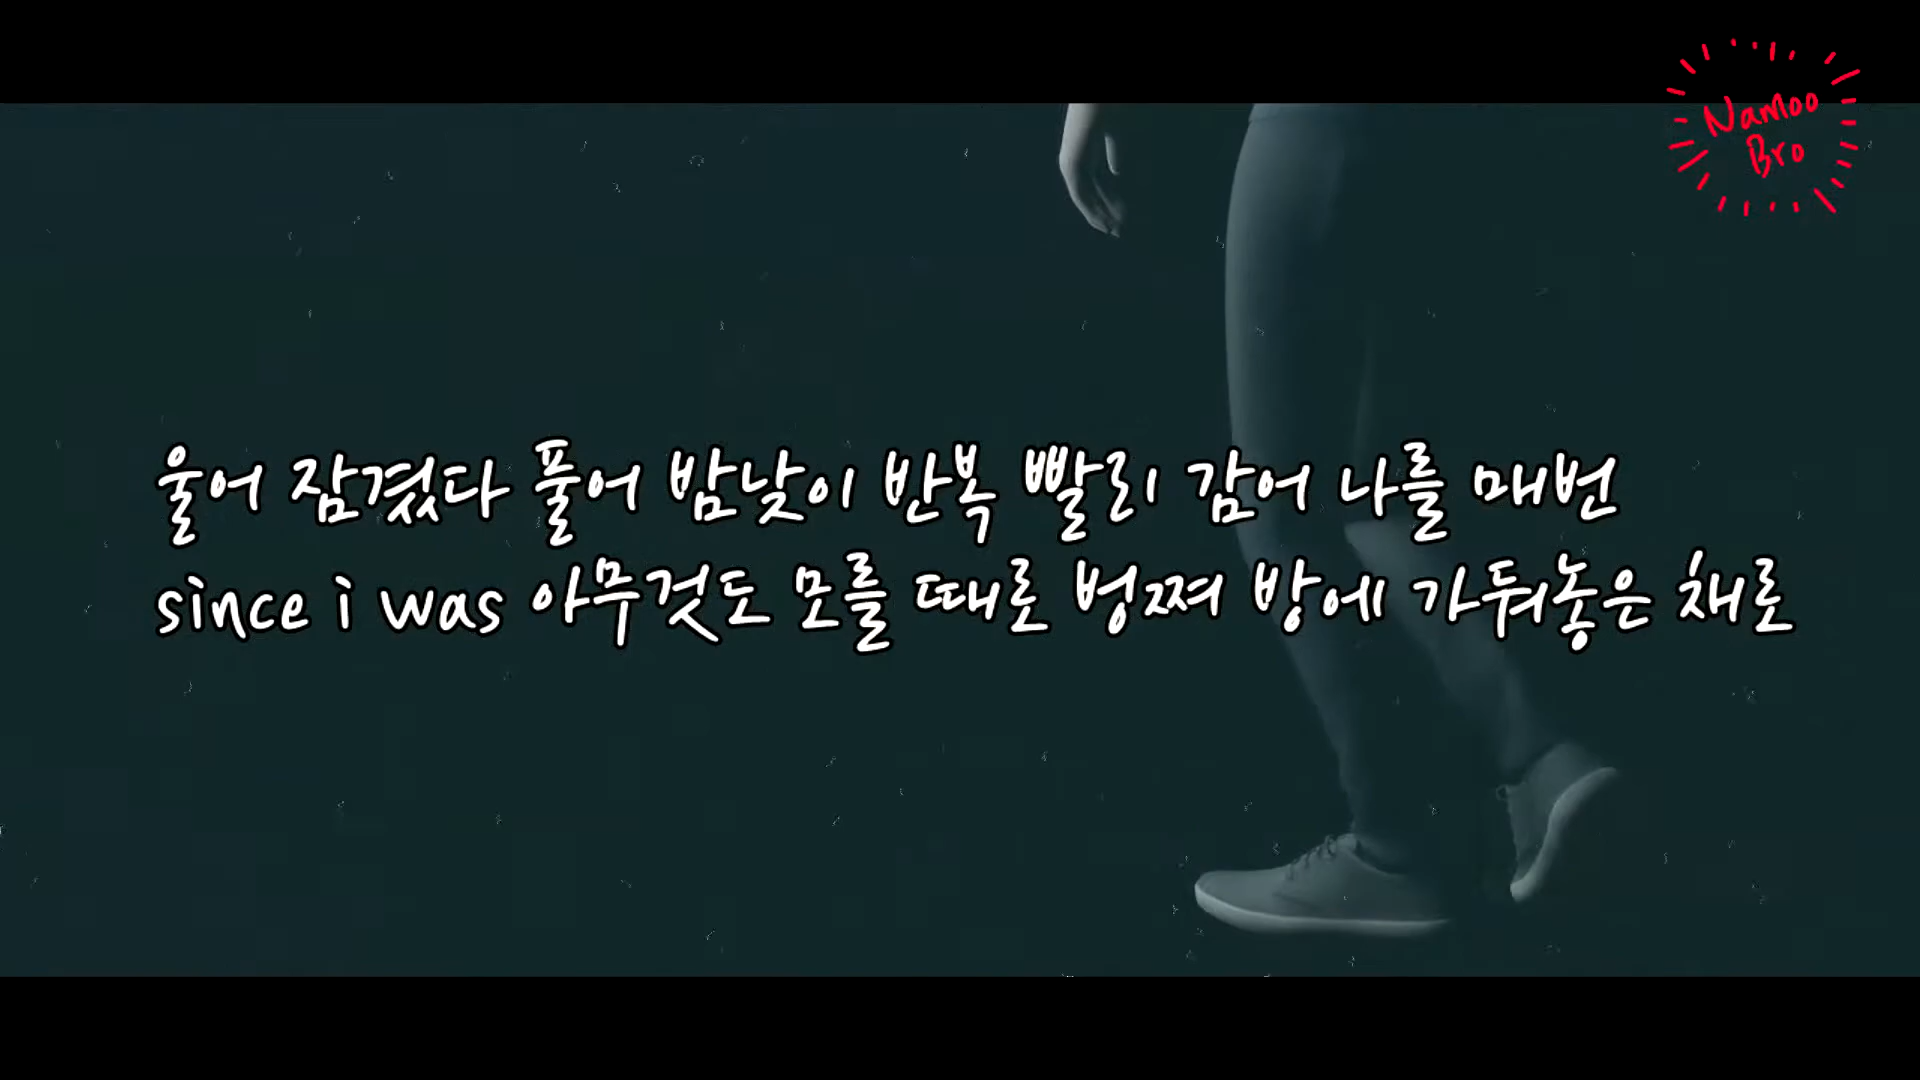 Namoo
Bro
울어 잠겼다 풀어 밤낮이 반복 빨리 감어 나를 매번
since i was 아무것도 모를 때로 벙쪄 방에 가둬놓은 채로